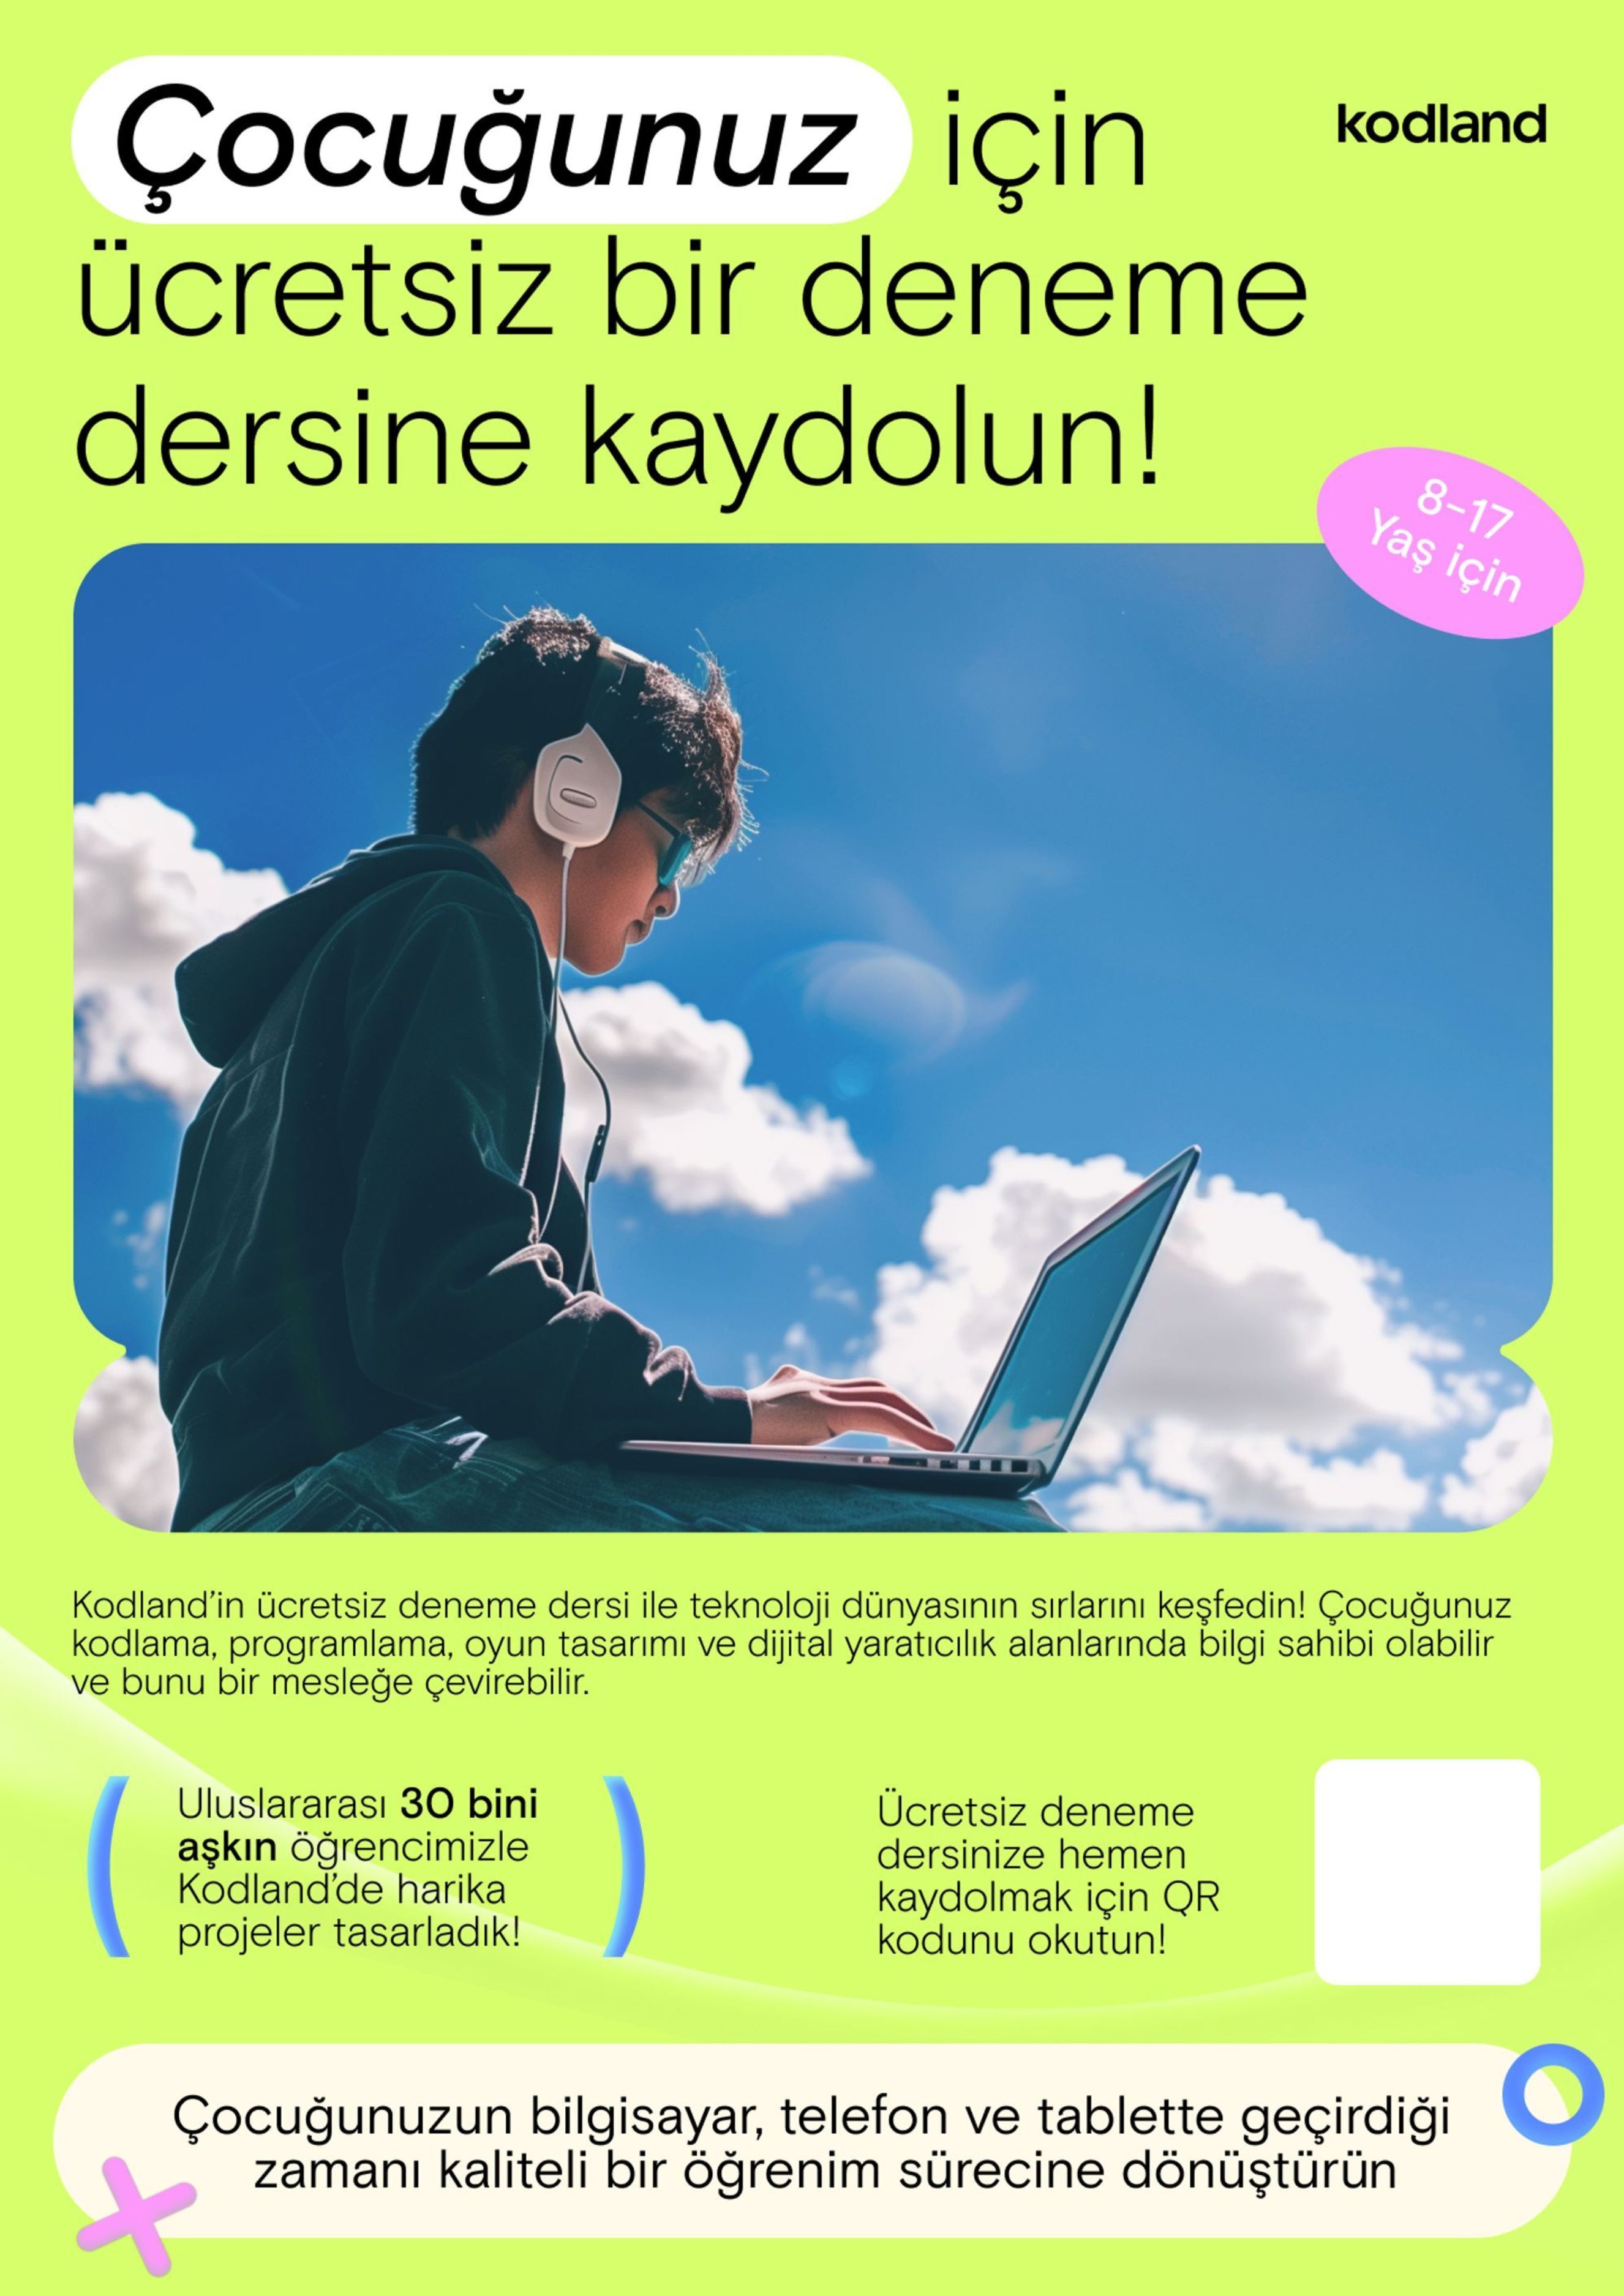 Çocuğunuz için
kodland
ücretsiz bir deneme
dersine kaydolun!
8-17
Yaş için
Kodland'in ücretsiz deneme dersi ile teknoloji dünyasının sırlarını keşfedin! Çocuğunuz
kodlama, programlama, oyun tasarımı ve dijital yaratıcılık alanlarında bilgi sahibi olabilir
ve bunu bir mesleğe çevirebilir.
Uluslararası 30 bini
aşkın öğrencimizle
Kodland'de harika
projeler tasarladık!
Ücretsiz deneme
dersinize hemen
kaydolmak için QR
kodunu okutun!
Çocuğunuzun bilgisayar, telefon ve tablette geçirdiği
zamanı kaliteli bir öğrenim sürecine dönüştürün